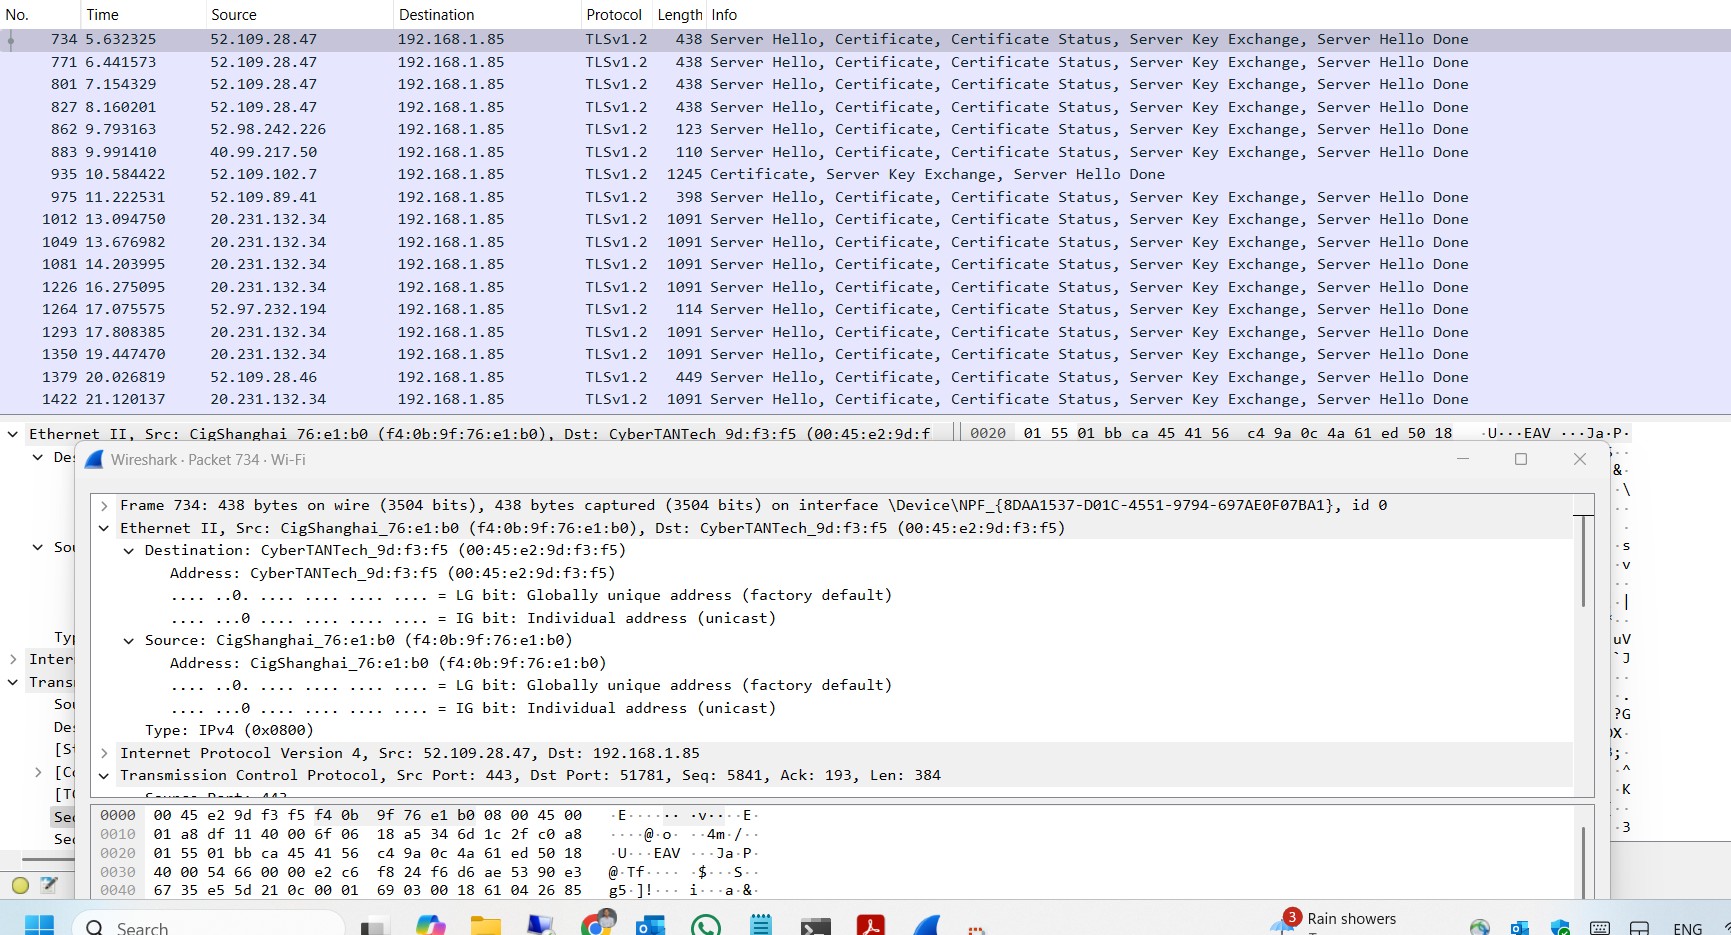 No. Time Source Destination Protocol Length Info
734 5.632325 52.109.28.47 192.168.1.85 TLSv1.2 438 Server Hello, Certificate, Certificate Status, Server Key Exchange, Server Hello Done
771 6.441573 52.109.28.47 192.168.1.85 TLSv1.2 438 Server Hello, Certificate, Certificate Status, Server Key Exchange, Server Hello Done
801 7.154329 52.109.28.47 192.168.1.85 TLSv1.2 438 Server Hello, Certificate, Certificate Status, Server Key Exchange, Server Hello Done
827 8.160201 52.109.28.47 192.168.1.85 TLSv1.2 438 Server Hello, Certificate, Certificate Status, Server Key Exchange, Server Hello Done
862 9.793163 52.98.242.226 192.168.1.85 TLSv1.2 123 Server Hello, Certificate, Certificate Status, Server Key Exchange, Server Hello Done
883 9.991410 40.99.217.50 192.168.1.85 TLSv1.2 110 Server Hello, Certificate, Certificate Status, Server Key Exchange, Server Hello Done
935 10.584422 52.109.102.7 192.168.1.85 TLSv1.2 1245 Certificate, Server Key Exchange, Server Hello Done
975 11.222531 52.109.89.41 192.168.1.85 TLSv1.2 398 Server Hello, Certificate, Certificate Status, Server Key Exchange, Server Hello Done
1012 13.094750 20.231.132.34 192.168.1.85 TLSv1.2 1091 Server Hello, Certificate, Certificate Status, Server Key Exchange, Server Hello Done
1049 13.676982 20.231.132.34 192.168.1.85 TLSv1.2 1091 Server Hello, Certificate, Certificate Status, Server Key Exchange, Server Hello Done
1081 14.203995 20.231.132.34 192.168.1.85 TLSv1.2 1091 Server Hello, Certificate, Certificate Status, Server Key Exchange, Server Hello Done
1226 16.275095 20.231.132.34 192.168.1.85 TLSv1.2 1091 Server Hello, Certificate, Certificate Status, Server Key Exchange, Server Hello Done
1264 17.075575 52.97.232.194 192.168.1.85 TLSv1.2 114 Server Hello, Certificate, Certificate Status, Server Key Exchange, Server Hello Done
1293 17.808385 20.231.132.34 192.168.1.85 TLSv1.2 1091 Server Hello, Certificate, Certificate Status, Server Key Exchange, Server Hello Done
1350 19.447470 20.231.132.34 192.168.1.85 TLSv1.2 1091 Server Hello, Certificate, Certificate Status, Server Key Exchange, Server Hello Done
1379 20.026819 52.109.28.46 192.168.1.85 TLSv1.2 449 Server Hello, Certificate, Certificate Status, Server Key Exchange, Server Hello Done
1422 21.120137 20.231.132.34 192.168.1.85 TLSv1.2 1091 Server Hello, Certificate, Certificate Status, Server Key Exchange, Server Hello Done
Ethernet II, Src: CigShanghai_76:e1:b0 (f4:0b:9f:76:e1:b0), Dst: CyberTANTech_9d:f3:f5 (00:45:e2:9d:f
0020 01 55 01 bb ca 45 41 56 c4 9a 0c 4a 61 ed 50 18 ·U···EAV ···Ja·P·
Wireshark · Packet 734 · Wi-Fi
Frame 734: 438 bytes on wire (3504 bits), 438 bytes captured (3504 bits) on interface \Device\NPF_{8DAA1537-D01C-4551-9794-697AE0F07BA1}, id 0
Ethernet II, Src: CigShanghai_76:e1:b0 (f4:0b:9f:76:e1:b0), Dst: CyberTANTech_9d:f3:f5 (00:45:e2:9d:f3:f5)
Destination: CyberTANTech_9d:f3:f5 (00:45:e2:9d:f3:f5)
Address: CyberTANTech_9d:f3:f5 (00:45:e2:9d:f3:f5)
.... ..0. .... .... .... .... = LG bit: Globally unique address (factory default)
.... ...0 .... .... .... .... = IG bit: Individual address (unicast)
Source: CigShanghai_76:e1:b0 (f4:0b:9f:76:e1:b0)
Address: CigShanghai_76:e1:b0 (f4:0b:9f:76:e1:b0)
.... ..0. .... .... .... .... = LG bit: Globally unique address (factory default)
.... ...0 .... .... .... .... = IG bit: Individual address (unicast)
Type: IPv4 (0x0800)
Internet Protocol Version 4, Src: 52.109.28.47, Dst: 192.168.1.85
Transmission Control Protocol, Src Port: 443, Dst Port: 51781, Seq: 5841, Ack: 193, Len: 384
0000 00 45 e2 9d f3 f5 f4 0b 9f 76 e1 b0 08 00 45 00 ·E······ ·v····E·
0010 01 a8 df 11 40 00 6f 06 18 a5 34 6d 1c 2f c0 a8 ····@·o· ··4m·/··
0020 01 55 01 bb ca 45 41 56 c4 9a 0c 4a 61 ed 50 18 ·U···EAV ···Ja·P·
0030 40 00 54 66 00 00 e2 c6 f8 24 f6 d6 ae 53 90 e3 @·Tf···· ·$···S··
0040 67 35 e5 5d 21 0c 00 01 69 03 00 18 61 04 26 85 g5·]!··· i···a·&·
Search
3
Rain showers
ENG